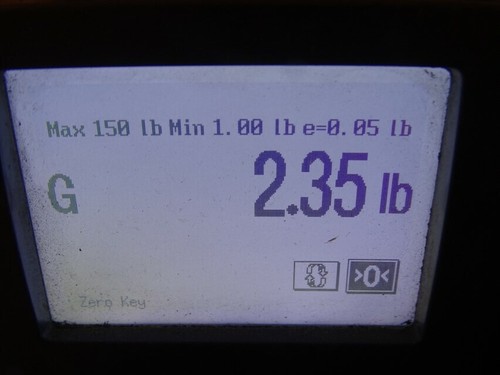 Max 150 lb Min 1.00 lb e=0.05 lb
G 2.35 lb
>0<
Zero Key